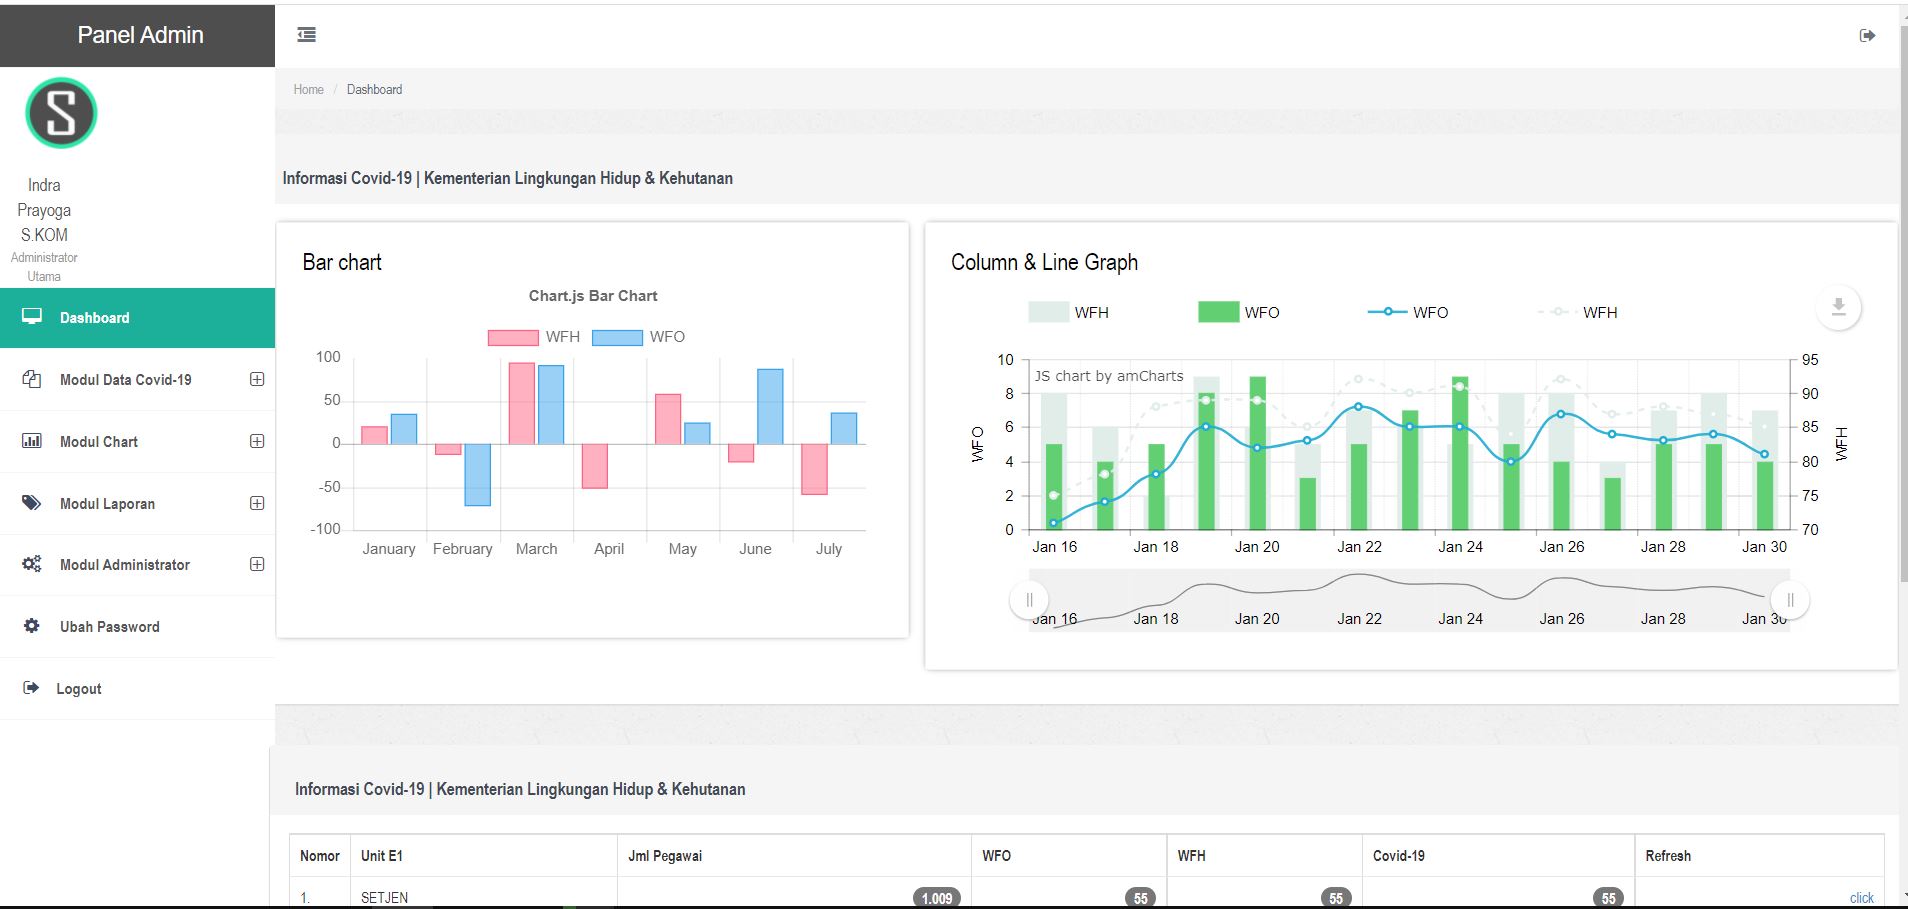 Panel Admin
S
Indra
Prayoga
S.KOM
Administrator
Utama
Dashboard
Modul Data Covid-19
Modul Chart
Modul Laporan
Modul Administrator
Ubah Password
Logout
Home / Dashboard
Informasi Covid-19 | Kementerian Lingkungan Hidup & Kehutanan
Bar chart
Chart.js Bar Chart
WFH WFO
100
50
0
-50
-100
January February March April May June July
Column & Line Graph
WFH WFO WFO WFH
JS chart by amCharts
WFO
10
8
6
4
2
0
95
90
85
80
75
70
WFH
Jan 16 Jan 18 Jan 20 Jan 22 Jan 24 Jan 26 Jan 28 Jan 30
Jan 16 Jan 18 Jan 20 Jan 22 Jan 24 Jan 26 Jan 28 Jan 30
Informasi Covid-19 | Kementerian Lingkungan Hidup & Kehutanan
Nomor Unit E1 Jml Pegawai WFO WFH Covid-19 Refresh
1. SETJEN 1.009 55 55 55 click